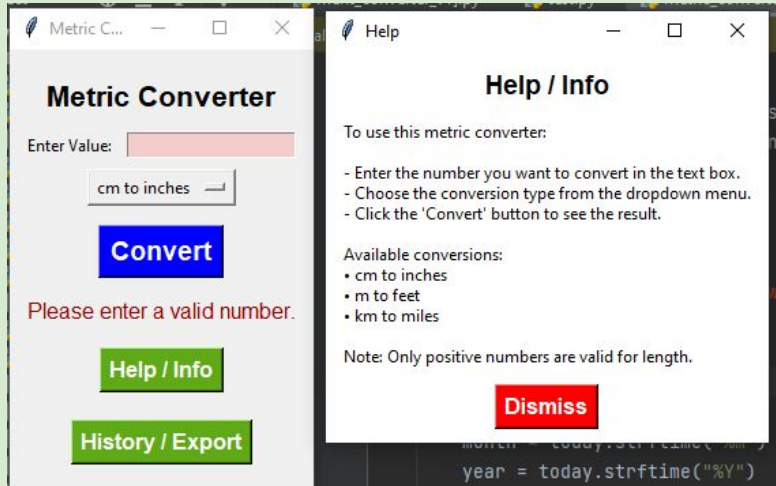 Metric C...
Metric Converter
Enter Value:
cm to inches
Convert
Please enter a valid number.
Help / Info
History / Export
Help
Help / Info
To use this metric converter:
- Enter the number you want to convert in the text box.
- Choose the conversion type from the dropdown menu.
- Click the 'Convert' button to see the result.
Available conversions:
• cm to inches
• m to feet
• km to miles
Note: Only positive numbers are valid for length.
Dismiss
year = today.strftime("%Y")